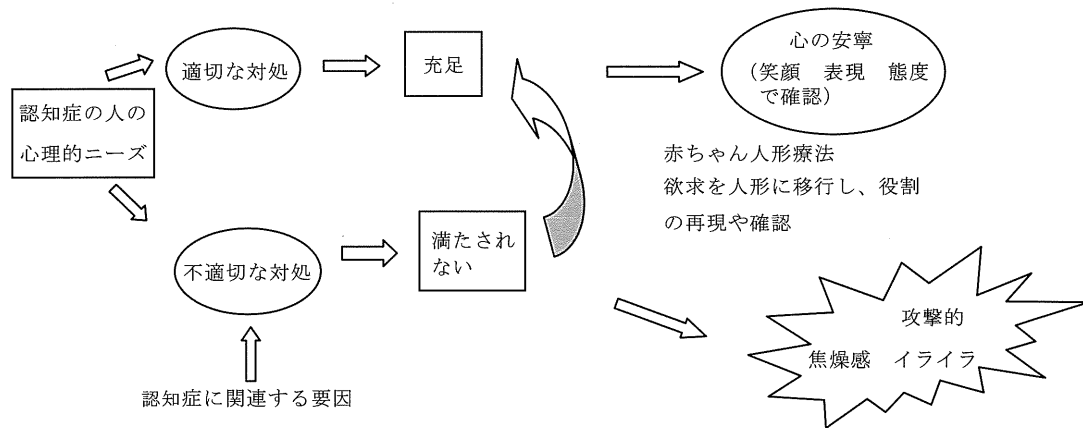 認知症の人の
心理的ニーズ
適切な対処
充足
心の安寧
(笑顔 表現 態度
で確認)
赤ちゃん人形療法
欲求を人形に移行し、役割
の再現や確認
不適切な対処
満たされ
ない
攻撃的
焦燥感 イライラ
認知症に関連する要因